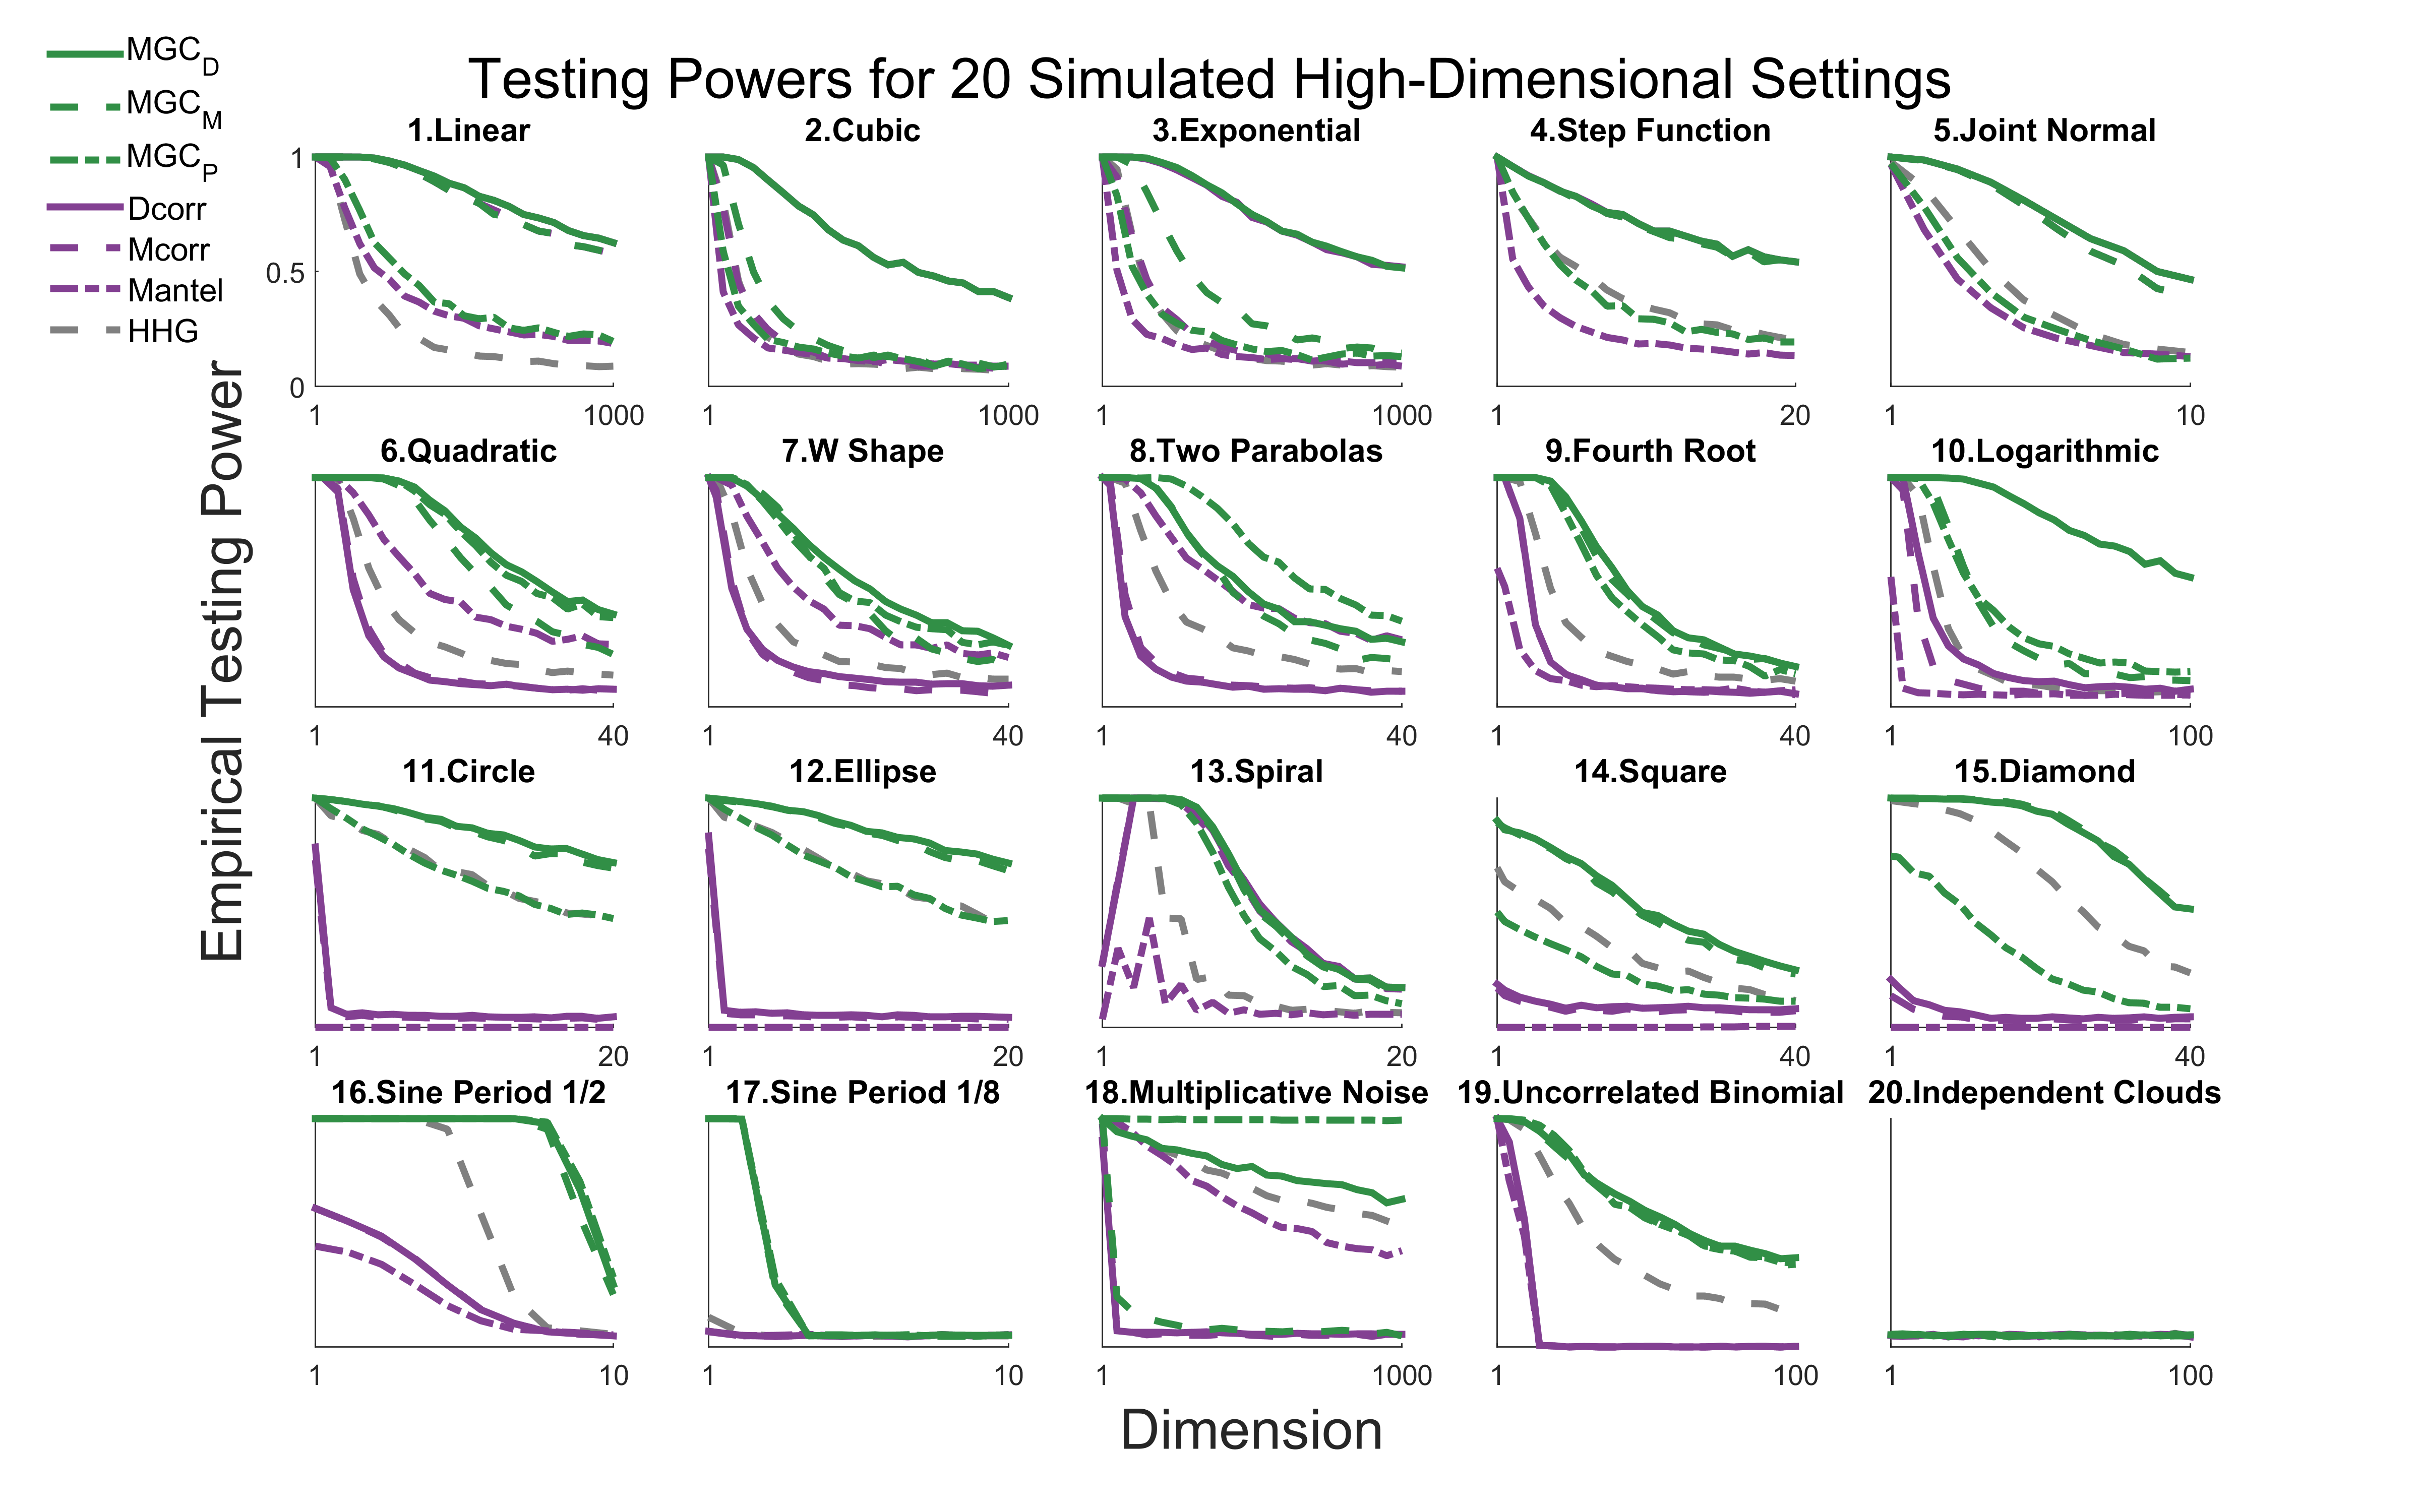 MGC_D
MGC_M
MGC_P
Dcorr
Mcorr
Mantel
HHG
Testing Powers for 20 Simulated High-Dimensional Settings
Empirical Testing Power
1.Linear
2.Cubic
3.Exponential
4.Step Function
5.Joint Normal
1
0.5
0
1 1000
1 1000
1 1000
1 20
1 10
6.Quadratic
7.W Shape
8.Two Parabolas
9.Fourth Root
10.Logarithmic
1 40
1 40
1 40
1 40
1 100
11.Circle
12.Ellipse
13.Spiral
14.Square
15.Diamond
1 20
1 20
1 20
1 40
1 40
16.Sine Period 1/2
17.Sine Period 1/8
18.Multiplicative Noise
19.Uncorrelated Binomial
20.Independent Clouds
1 10
1 10
1 1000
1 100
1 100
Dimension